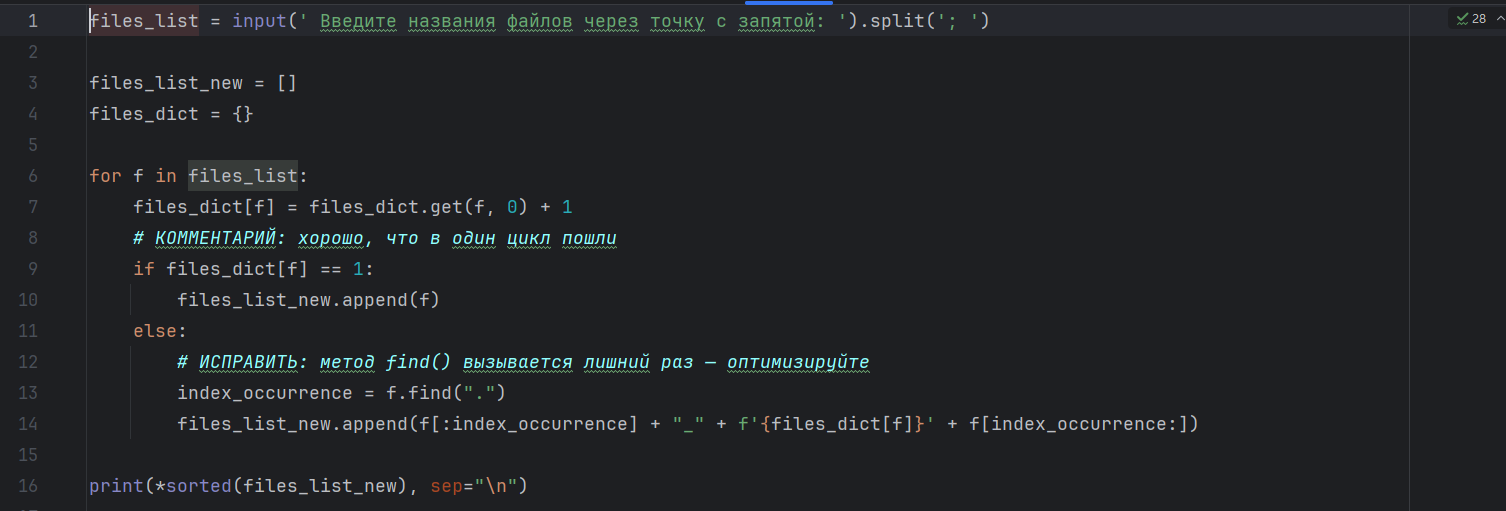 1 files_list = input(' Введите названия файлов через точку с запятой: ').split('; ')
28
2
3 files_list_new = []
4 files_dict = {}
5
6 for f in files_list:
7     files_dict[f] = files_dict.get(f, 0) + 1
8     # КОММЕНТАРИЙ: хорошо, что в один цикл пошли
9     if files_dict[f] == 1:
10         files_list_new.append(f)
11     else:
12         # ИСПРАВИТЬ: метод find() вызывается лишний раз — оптимизируйте
13         index_occurrence = f.find(".")
14         files_list_new.append(f[:index_occurrence] + "_" + f'{files_dict[f]}' + f[index_occurrence:])
15
16 print(*sorted(files_list_new), sep="\n")